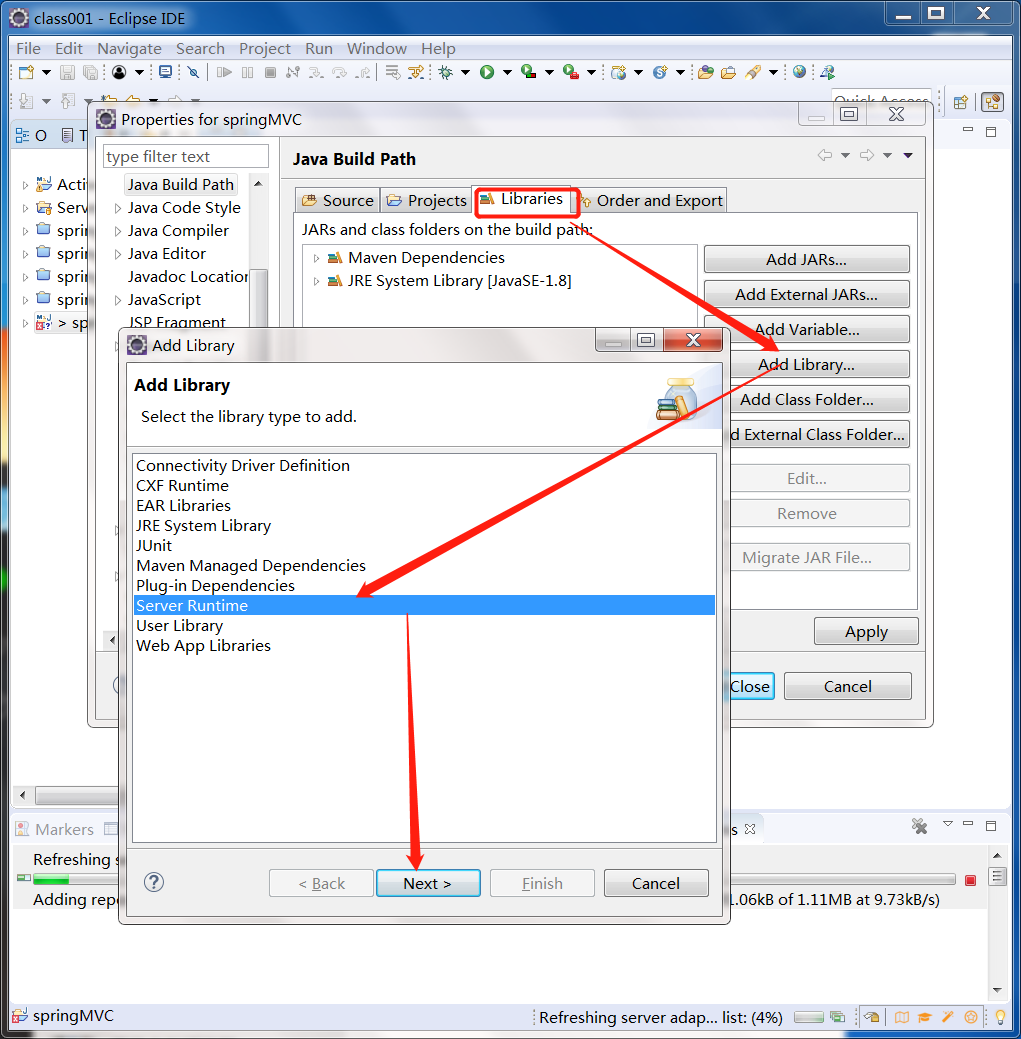 class001 - Eclipse IDE
File Edit Navigate Search Project Run Window Help
Quick Access
O
Properties for springMVC
type filter text
Java Build Path
Java Code Style
Java Compiler
Java Editor
Javadoc Location
JavaScript
JSP Fragment
Acti
Serv
sprin
sprin
sprin
sprin
> sp
Java Build Path
Source Projects Libraries Order and Export
JARs and class folders on the build path:
Maven Dependencies
JRE System Library [JavaSE-1.8]
Add JARs...
Add External JARs...
Add Variable...
Add Library...
Add Class Folder...
d External Class Folder...
Edit...
Remove
Migrate JAR File...
Apply
Close Cancel
Add Library
Add Library
Select the library type to add.
Connectivity Driver Definition
CXF Runtime
EAR Libraries
JRE System Library
JUnit
Maven Managed Dependencies
Plug-in Dependencies
Server Runtime
User Library
Web App Libraries
? < Back Next > Finish Cancel
Markers
s
Refreshing s
Adding repo
1.06kB of 1.11MB at 9.73kB/s)
springMVC
Refreshing server adap... list: (4%)